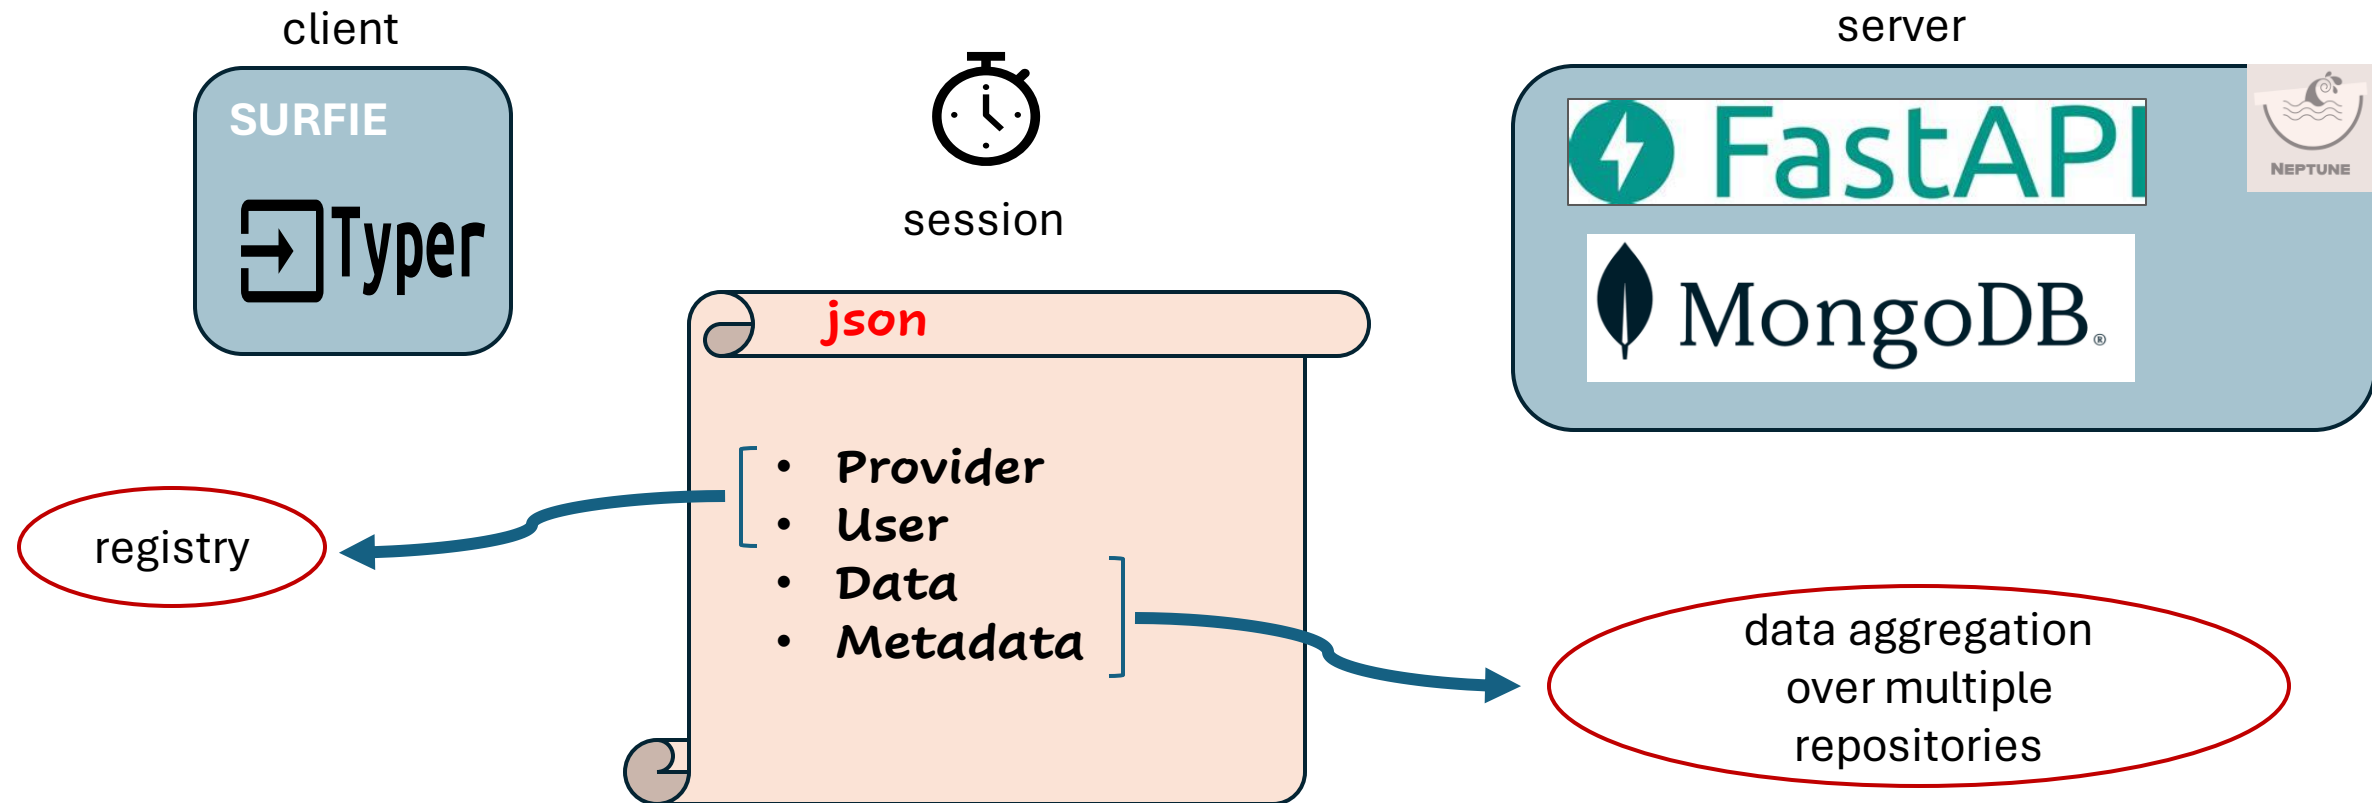 client
SURFIE
Typer
session
server
FastAPI
MongoDB®
NEPTUNE
json
• Provider
• User
• Data
• Metadata
registry
data aggregation
over multiple
repositories